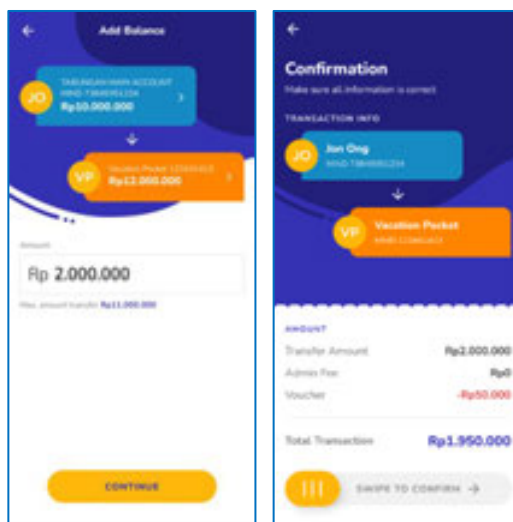 Add Balance
JO
TABUNGAN MAIN ACCOUNT
Rp10.000.000
VP
Vacation Pocket
Rp12.000.000
Amount
Rp 2.000.000
Max. amount transfer Rp11.000.000
CONTINUE
Confirmation
Make sure all information is correct
TRANSACTION INFO
JO
Jon Ong
VP
Vacation Pocket
AMOUNT
Transfer Amount Rp2.000.000
Admin Fee Rp0
Voucher -Rp50.000
Total Transaction Rp1.950.000
SWIPE TO CONFIRM